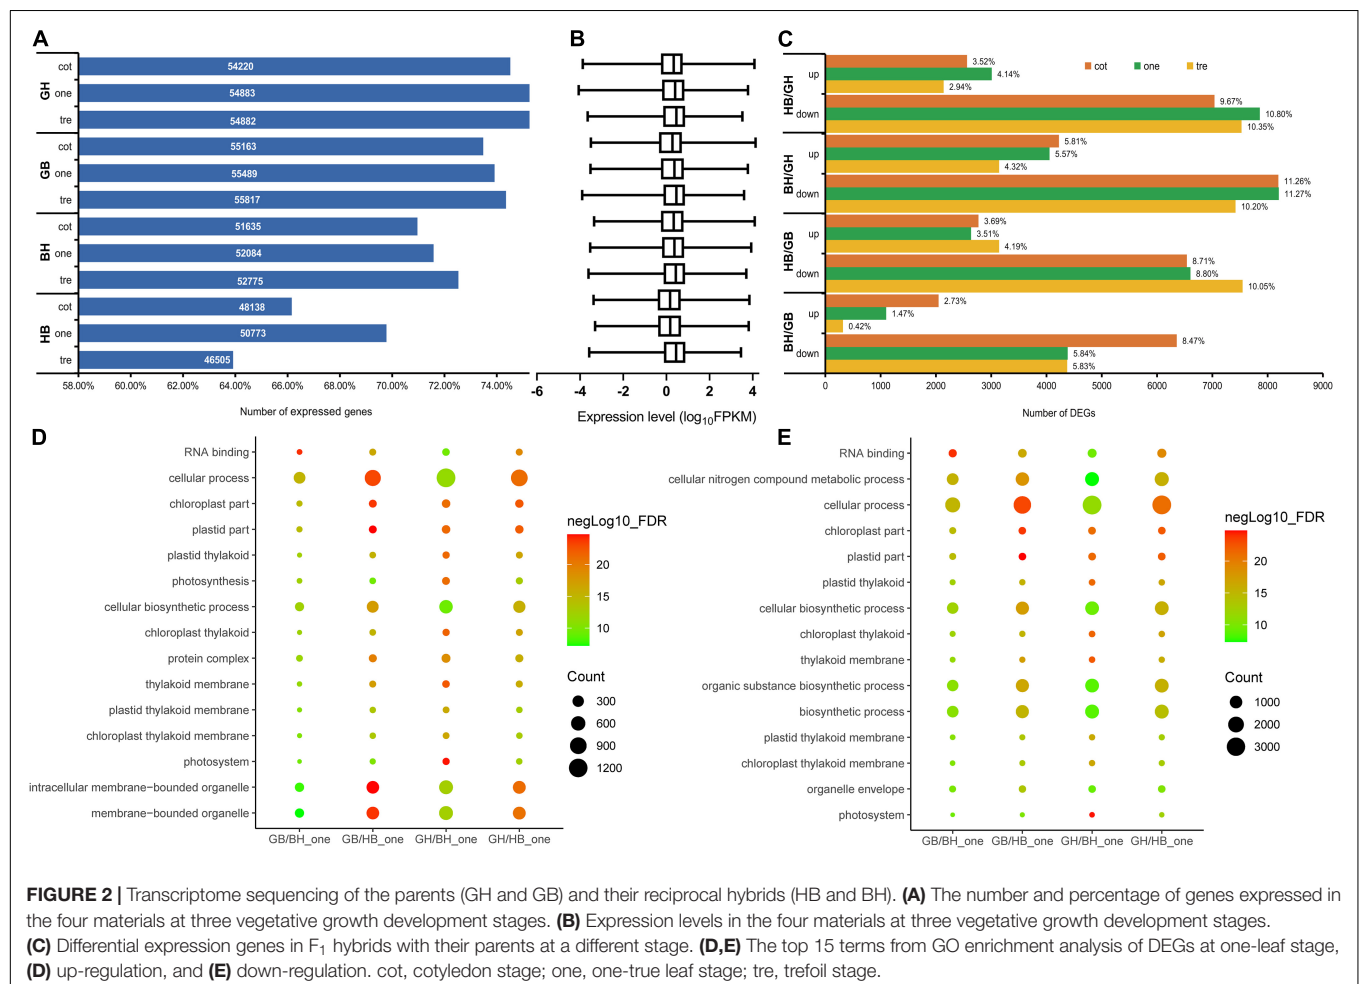 A
GH
cot 54220
one 54883
tre 54882
GB
cot 55163
one 55489
tre 55817
BH
cot 51635
one 52084
tre 52775
HB
cot 48138
one 50773
tre 46505
58.00% 60.00% 62.00% 64.00% 66.00% 68.00% 70.00% 72.00% 74.00%
Number of expressed genes
B
-6 -4 -2 0 2 4
Expression level (log10FPKM)
C
cot one tre
HB/GH
up
3.52%
4.14%
2.94%
down
9.67%
10.80%
10.35%
BH/GH
up
5.81%
5.57%
4.32%
down
11.26%
11.27%
10.20%
HB/GB
up
3.69%
3.51%
4.19%
down
8.71%
8.80%
10.05%
BH/GB
up
2.73%
1.47%
0.42%
down
8.47%
5.84%
5.83%
0 1000 2000 3000 4000 5000 6000 7000 8000 9000
Number of DEGs
D
RNA binding
cellular process
chloroplast part
plastid part
plastid thylakoid
photosynthesis
cellular biosynthetic process
chloroplast thylakoid
protein complex
thylakoid membrane
plastid thylakoid membrane
chloroplast thylakoid membrane
photosystem
intracellular membrane−bounded organelle
membrane−bounded organelle
GB/BH_one GB/HB_one GH/BH_one GH/HB_one
negLog10_FDR
20
15
10
Count
300
600
900
1200
E
RNA binding
cellular nitrogen compound metabolic process
cellular process
chloroplast part
plastid part
plastid thylakoid
cellular biosynthetic process
chloroplast thylakoid
thylakoid membrane
organic substance biosynthetic process
biosynthetic process
plastid thylakoid membrane
chloroplast thylakoid membrane
organelle envelope
photosystem
GB/BH_one GB/HB_one GH/BH_one GH/HB_one
negLog10_FDR
20
15
10
Count
1000
2000
3000
FIGURE 2 | Transcriptome sequencing of the parents (GH and GB) and their reciprocal hybrids (HB and BH). (A) The number and percentage of genes expressed in
the four materials at three vegetative growth development stages. (B) Expression levels in the four materials at three vegetative growth development stages.
(C) Differential expression genes in F1 hybrids with their parents at a different stage. (D,E) The top 15 terms from GO enrichment analysis of DEGs at one-leaf stage,
(D) up-regulation, and (E) down-regulation. cot, cotyledon stage; one, one-true leaf stage; tre, trefoil stage.